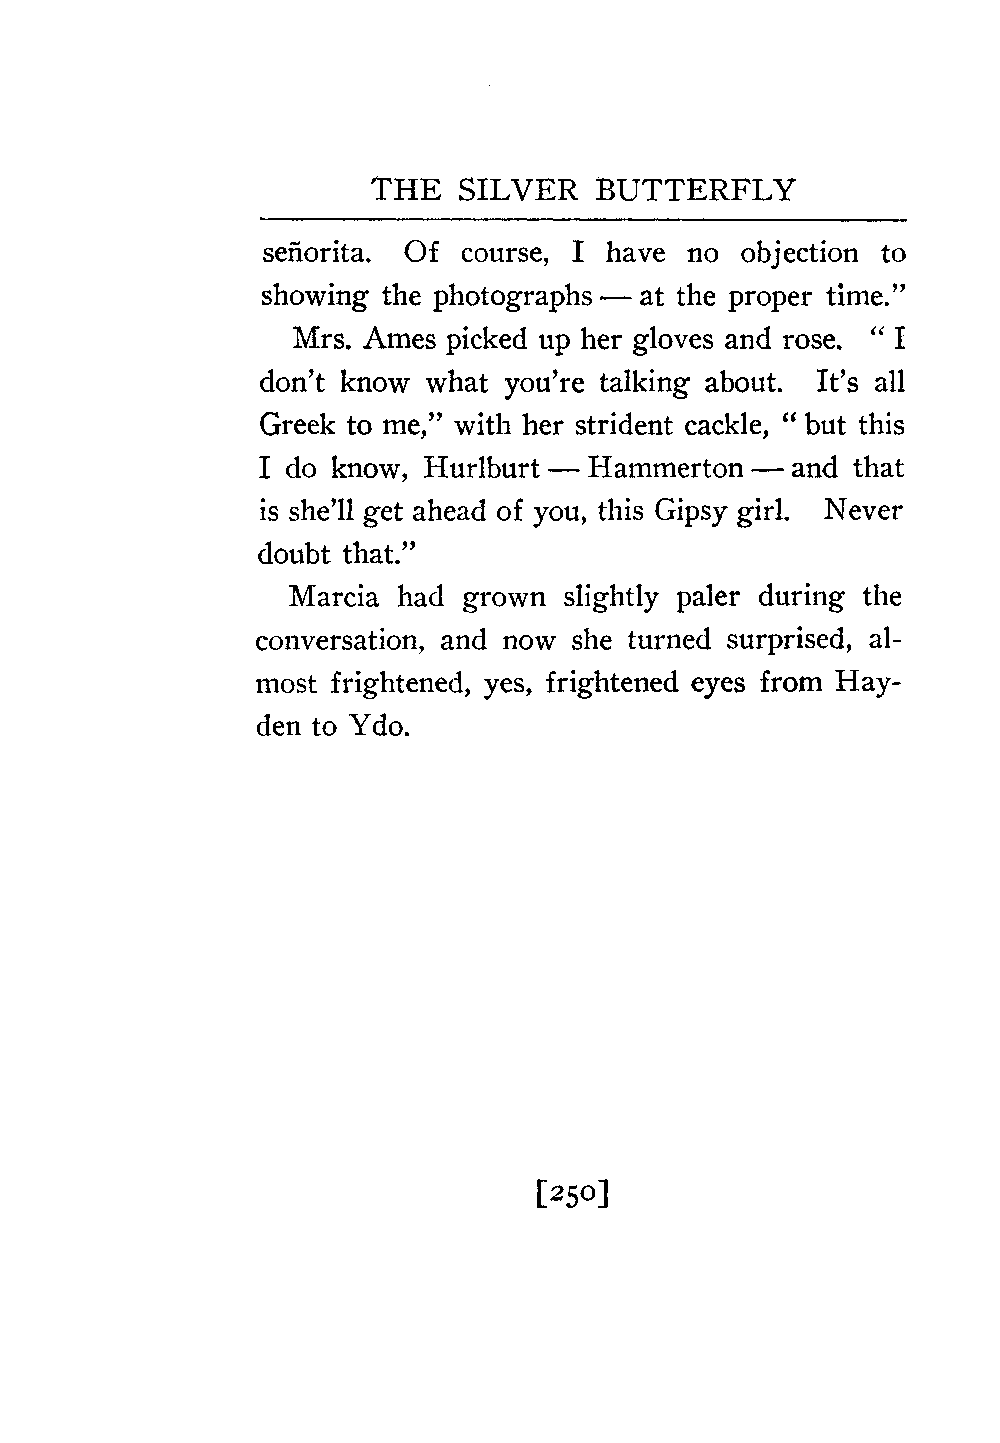 THE SILVER BUTTERFLY
señorita. Of course, I have no objection to
showing the photographs — at the proper time.”
Mrs. Ames picked up her gloves and rose. “ I
don't know what you're talking about. It's all
Greek to me,” with her strident cackle, “ but this
I do know, Hurlburt — Hammerton — and that
is she'll get ahead of you, this Gipsy girl. Never
doubt that.”
Marcia had grown slightly paler during the
conversation, and now she turned surprised, al-
most frightened, yes, frightened eyes from Hay-
den to Ydo.
[250]